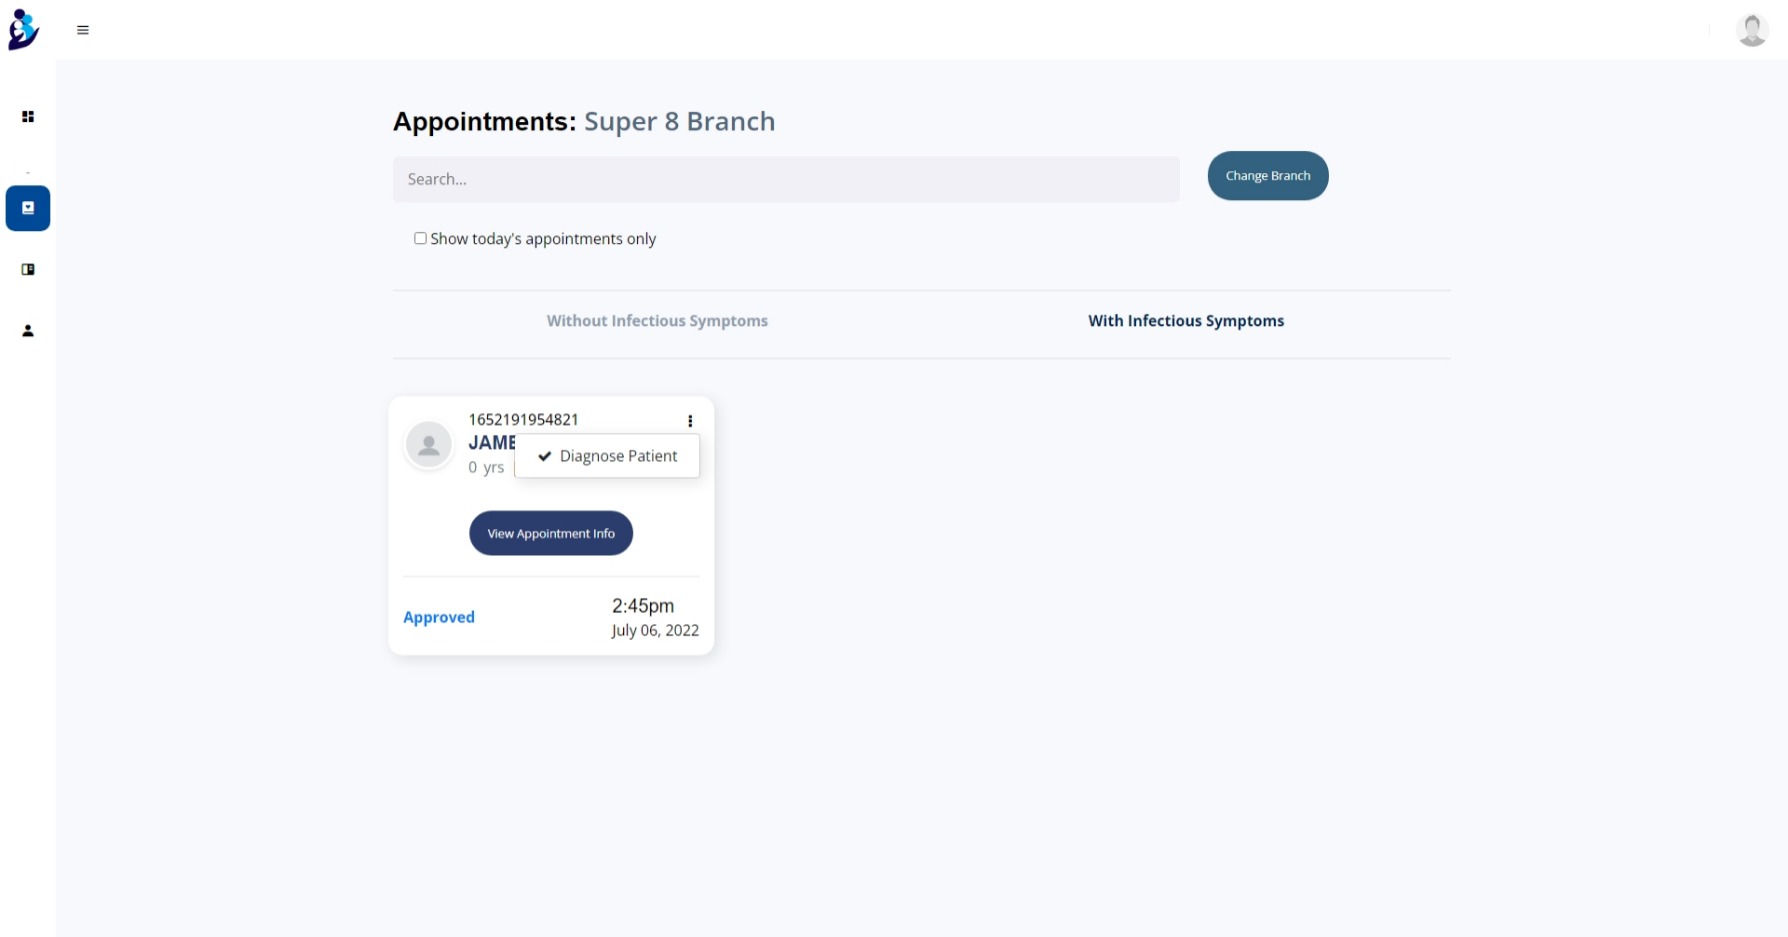 Appointments: Super 8 Branch
Search...
Change Branch
Show today's appointments only
Without Infectious Symptoms
With Infectious Symptoms
1652191954821
JAME
Diagnose Patient
0 yrs
View Appointment Info
Approved
2:45pm
July 06, 2022